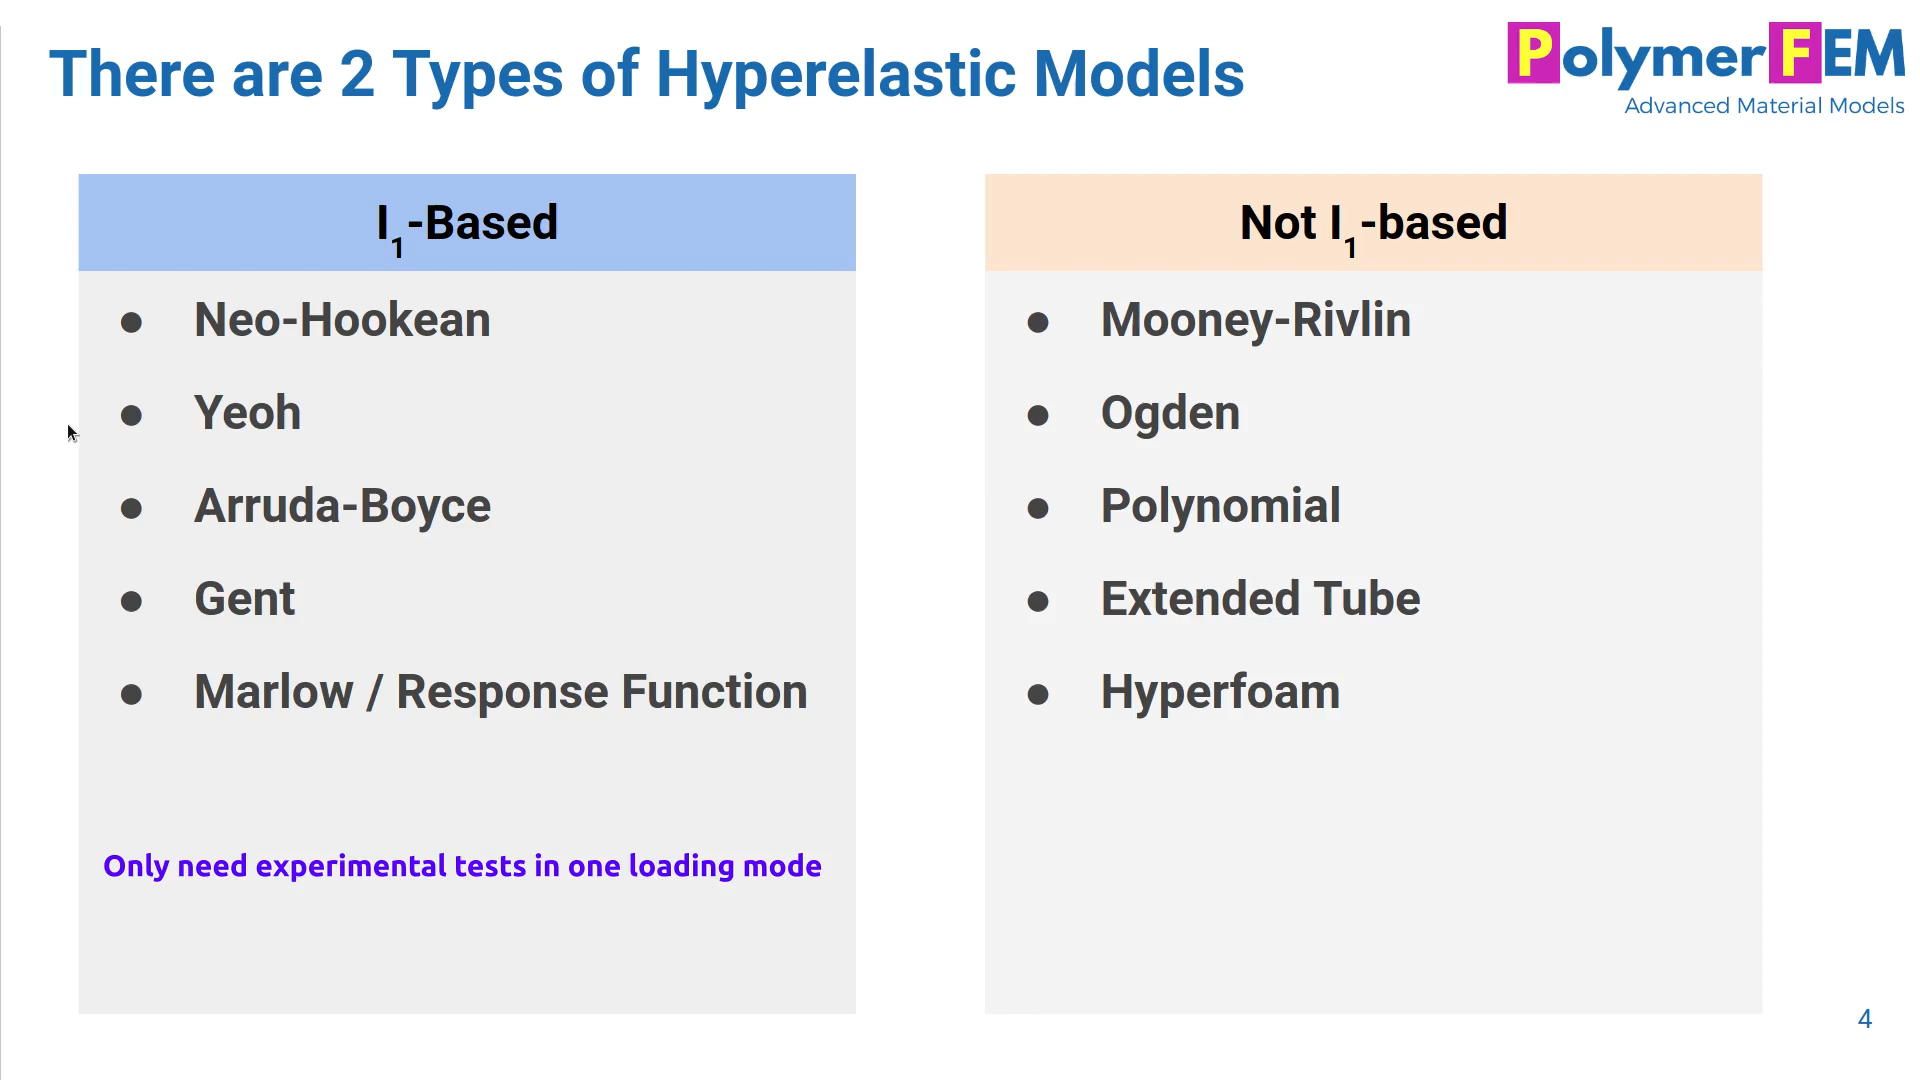 There are 2 Types of Hyperelastic Models
PolymerFEM
Advanced Material Models
I₁-Based
● Neo-Hookean
● Yeoh
● Arruda-Boyce
● Gent
● Marlow / Response Function
Only need experimental tests in one loading mode
Not I₁-based
● Mooney-Rivlin
● Ogden
● Polynomial
● Extended Tube
● Hyperfoam
4